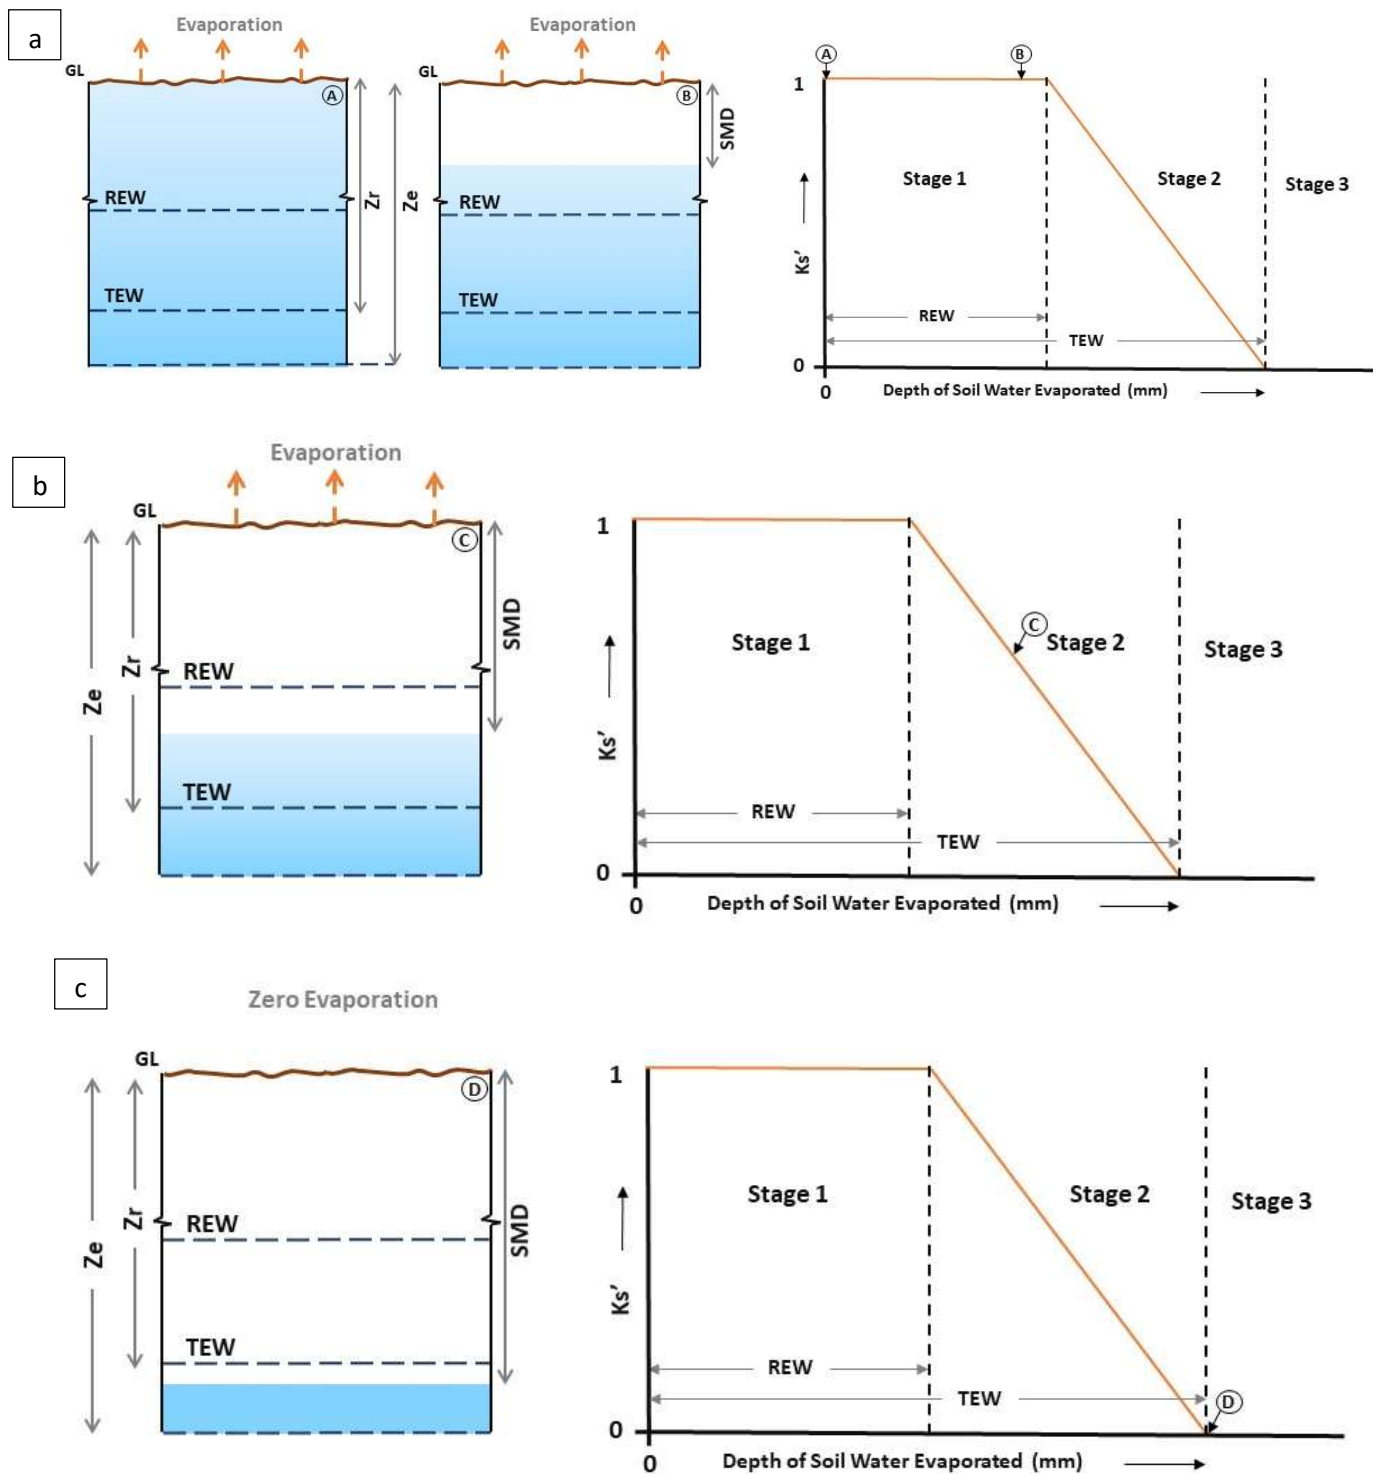 a
Evaporation
Evaporation
GL
A
GL
B
SMD
REW
Zr
Ze
REW
TEW
TEW
A
B
1
Stage 1
Stage 2
Stage 3
Ks'
REW
TEW
0
0
Depth of Soil Water Evaporated (mm)
b
Evaporation
GL
C
SMD
Ze
Zr
REW
TEW
1
C
Stage 1
Stage 2
Stage 3
Ks'
REW
TEW
0
0
Depth of Soil Water Evaporated (mm)
c
Zero Evaporation
GL
D
SMD
Ze
Zr
REW
TEW
1
Stage 1
Stage 2
Stage 3
Ks'
REW
TEW
D
0
0
Depth of Soil Water Evaporated (mm)